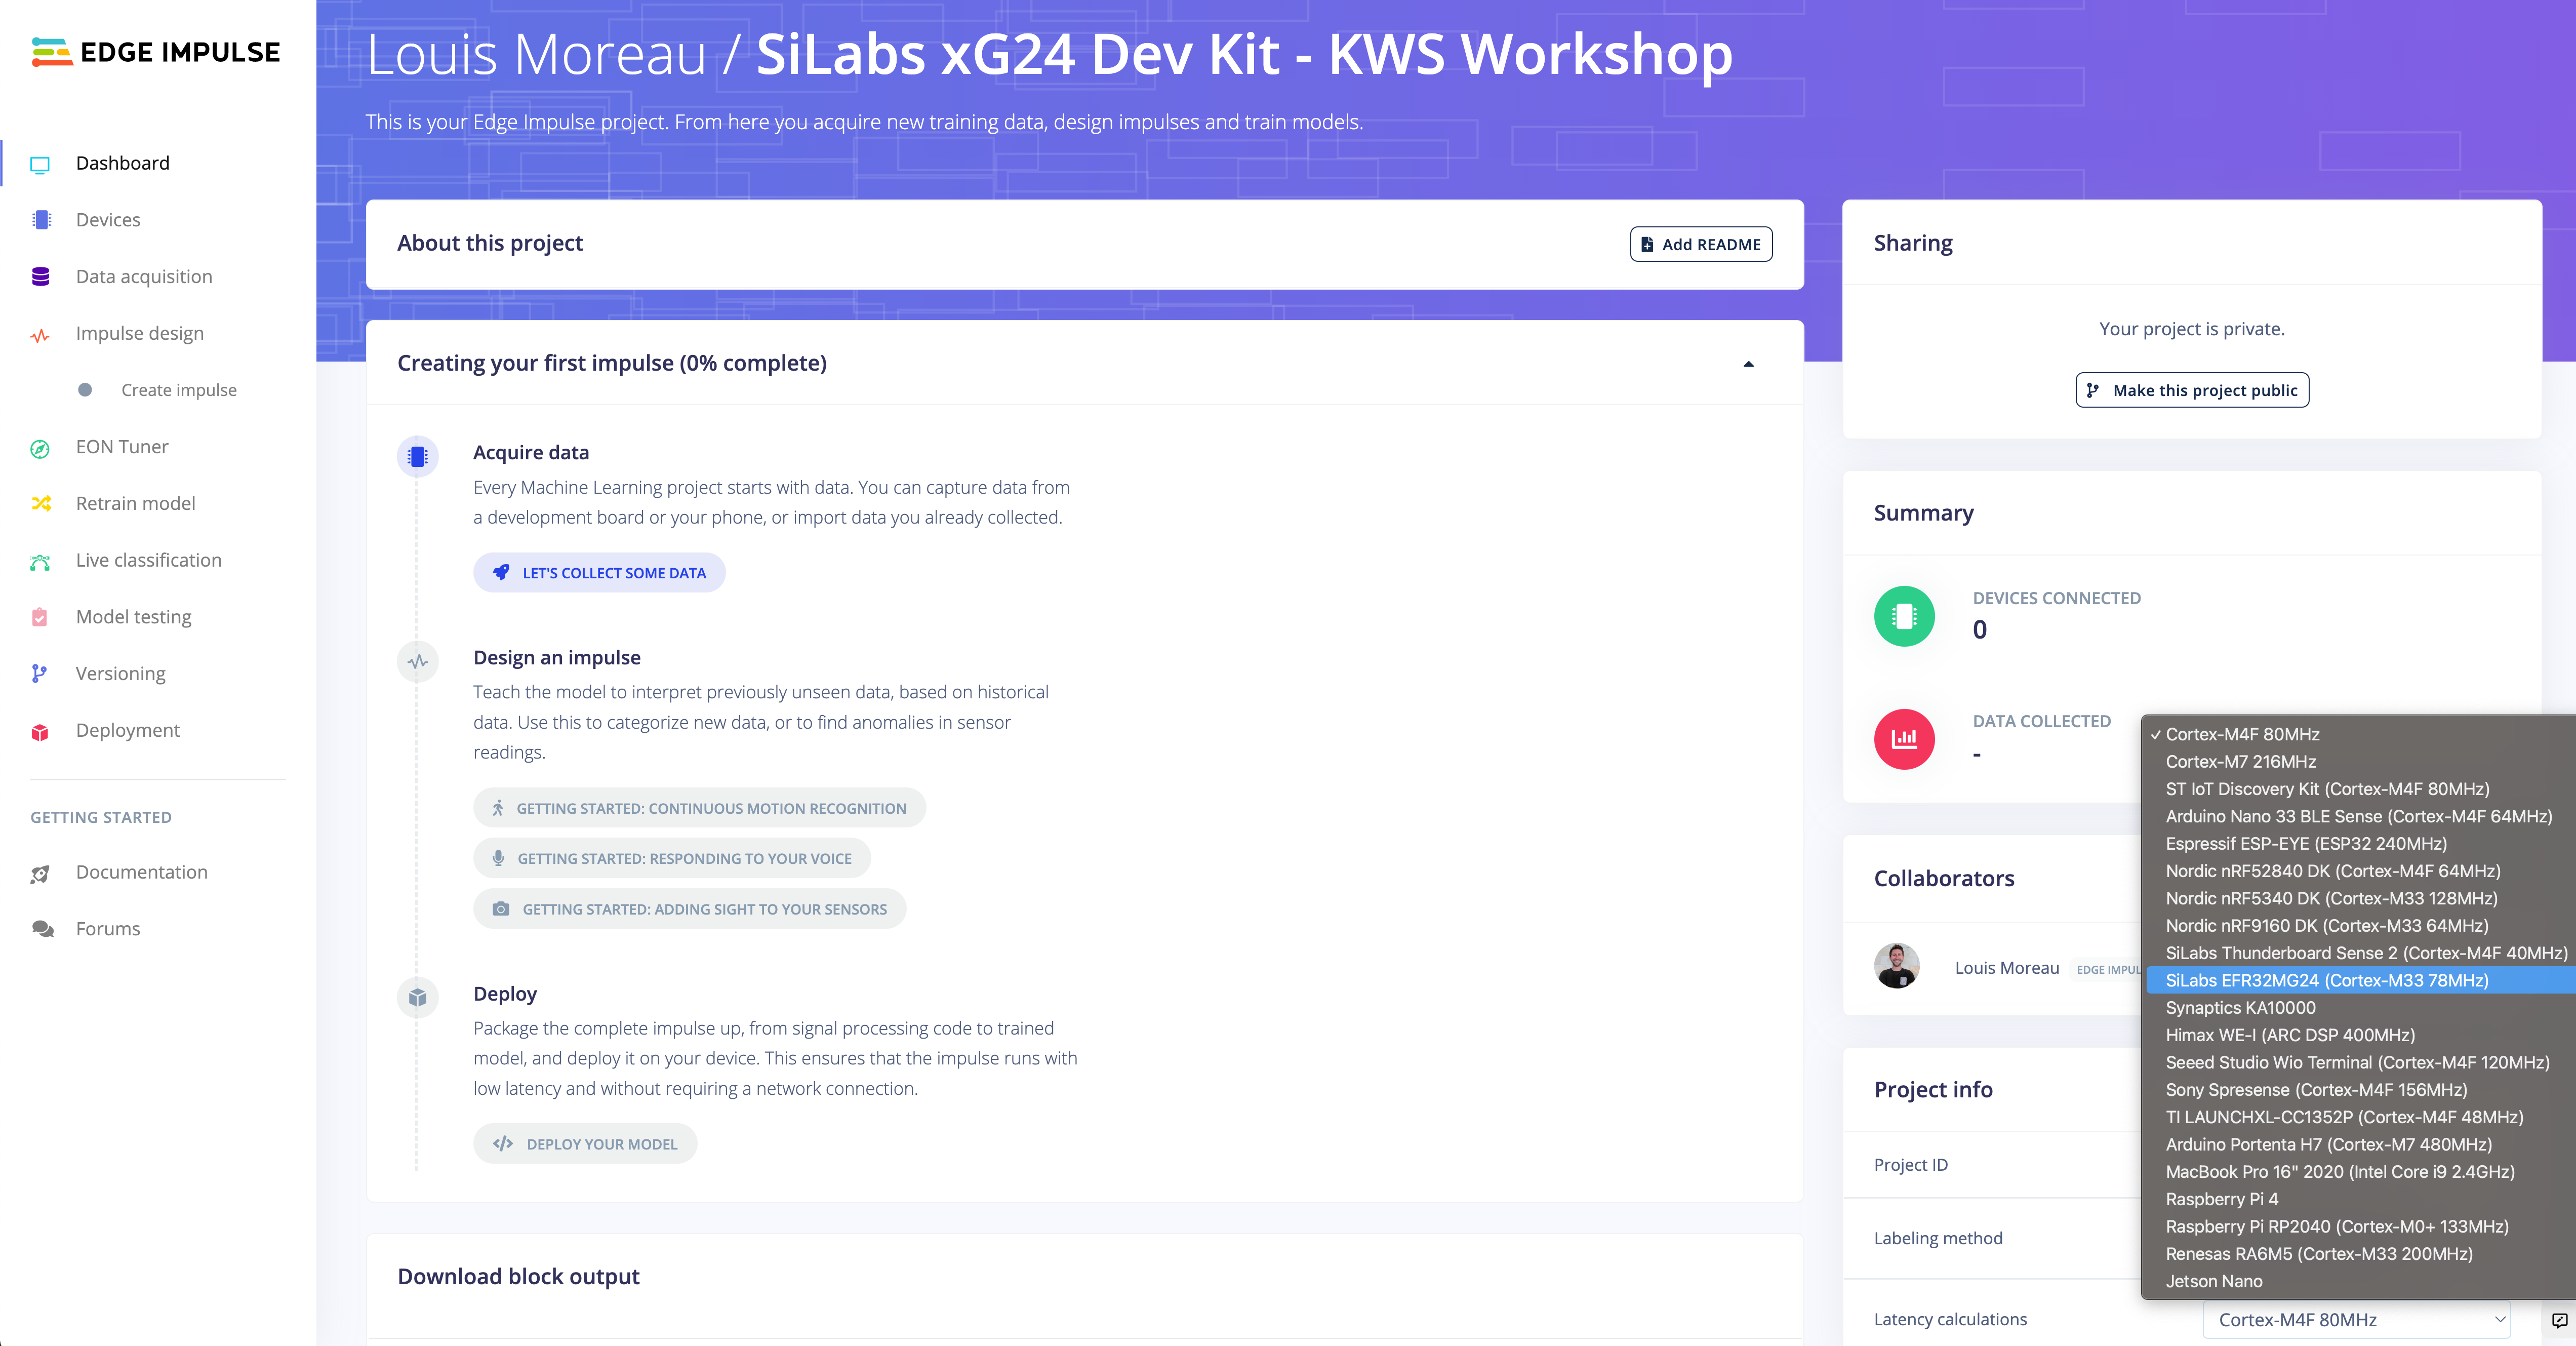 EDGE IMPULSE
Dashboard
Devices
Data acquisition
Impulse design
Create impulse
EON Tuner
Retrain model
Live classification
Model testing
Versioning
Deployment
GETTING STARTED
Documentation
Forums
Louis Moreau / SiLabs xG24 Dev Kit - KWS Workshop
This is your Edge Impulse project. From here you acquire new training data, design impulses and train models.
About this project
Add README
Creating your first impulse (0% complete)
Acquire data
Every Machine Learning project starts with data. You can capture data from
a development board or your phone, or import data you already collected.
LET'S COLLECT SOME DATA
Design an impulse
Teach the model to interpret previously unseen data, based on historical
data. Use this to categorize new data, or to find anomalies in sensor
readings.
GETTING STARTED: CONTINUOUS MOTION RECOGNITION
GETTING STARTED: RESPONDING TO YOUR VOICE
GETTING STARTED: ADDING SIGHT TO YOUR SENSORS
Deploy
Package the complete impulse up, from signal processing code to trained
model, and deploy it on your device. This ensures that the impulse runs with
low latency and without requiring a network connection.
DEPLOY YOUR MODEL
Download block output
Sharing
Your project is private.
Make this project public
Summary
DEVICES CONNECTED
0
DATA COLLECTED
-
Collaborators
Louis Moreau EDGE IMPUL
Project info
Project ID
Labeling method
Latency calculations
Cortex-M4F 80MHz
✓ Cortex-M4F 80MHz
Cortex-M7 216MHz
ST IoT Discovery Kit (Cortex-M4F 80MHz)
Arduino Nano 33 BLE Sense (Cortex-M4F 64MHz)
Espressif ESP-EYE (ESP32 240MHz)
Nordic nRF52840 DK (Cortex-M4F 64MHz)
Nordic nRF5340 DK (Cortex-M33 128MHz)
Nordic nRF9160 DK (Cortex-M33 64MHz)
SiLabs Thunderboard Sense 2 (Cortex-M4F 40MHz)
SiLabs EFR32MG24 (Cortex-M33 78MHz)
Synaptics KA10000
Himax WE-I (ARC DSP 400MHz)
Seeed Studio Wio Terminal (Cortex-M4F 120MHz)
Sony Spresense (Cortex-M4F 156MHz)
TI LAUNCHXL-CC1352P (Cortex-M4F 48MHz)
Arduino Portenta H7 (Cortex-M7 480MHz)
MacBook Pro 16" 2020 (Intel Core i9 2.4GHz)
Raspberry Pi 4
Raspberry Pi RP2040 (Cortex-M0+ 133MHz)
Renesas RA6M5 (Cortex-M33 200MHz)
Jetson Nano